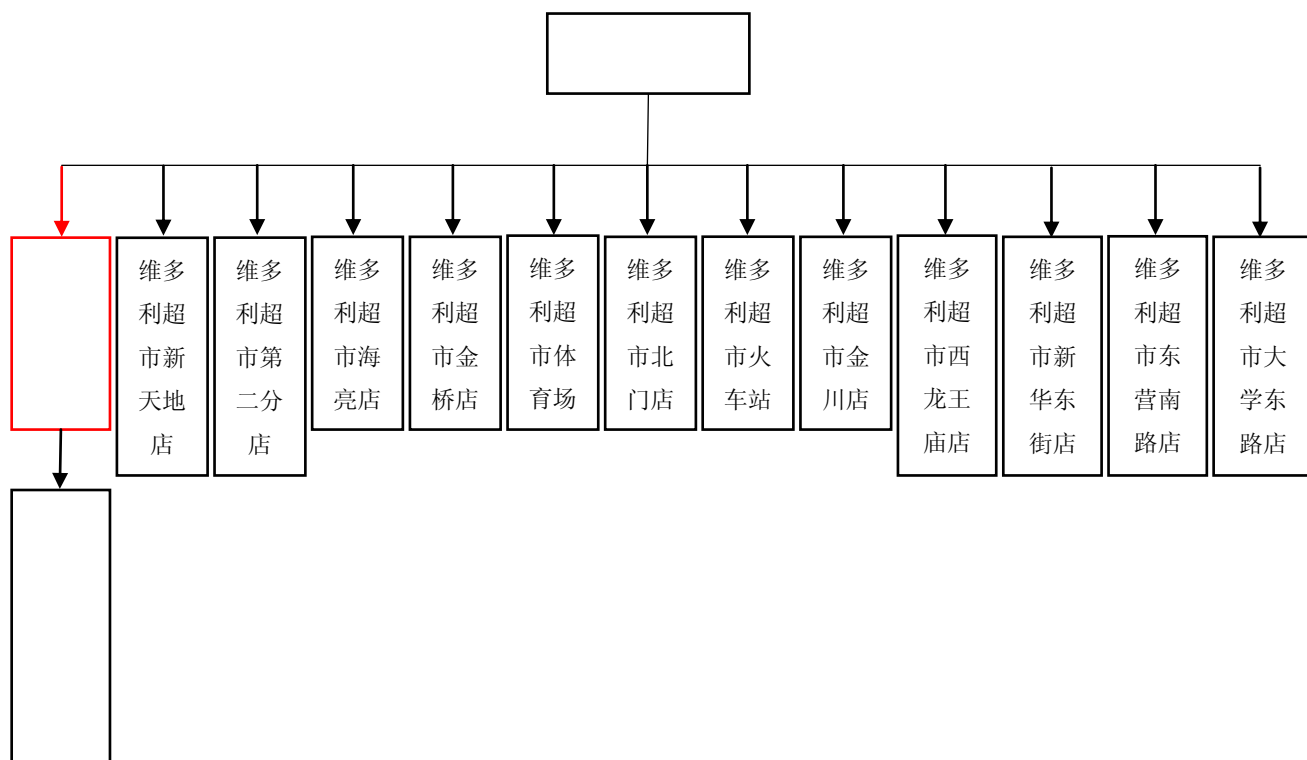 维多
利超
市新
天地
店
维多
利超
市第
二分
店
维多
利超
市海
亮店
维多
利超
市金
桥店
维多
利超
市体
育场
维多
利超
市北
门店
维多
利超
市火
车站
维多
利超
市金
川店
维多
利超
市西
龙王
庙店
维多
利超
市新
华东
街店
维多
利超
市东
营南
路店
维多
利超
市大
学东
路店